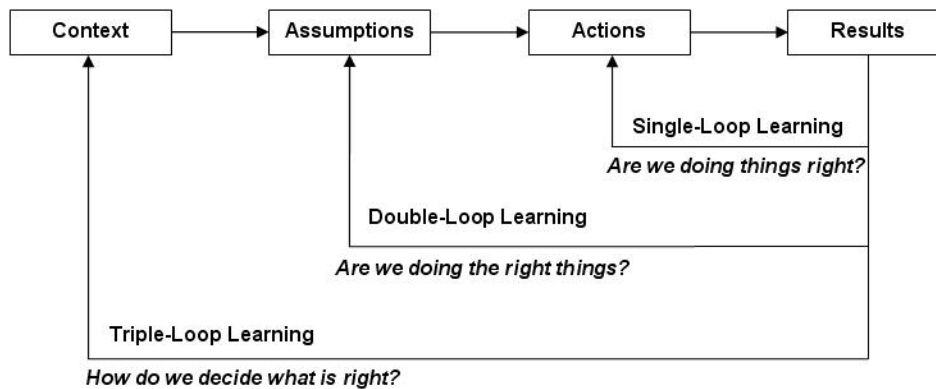 Context Assumptions Actions Results
Single-Loop Learning
Are we doing things right?
Double-Loop Learning
Are we doing the right things?
Triple-Loop Learning
How do we decide what is right?